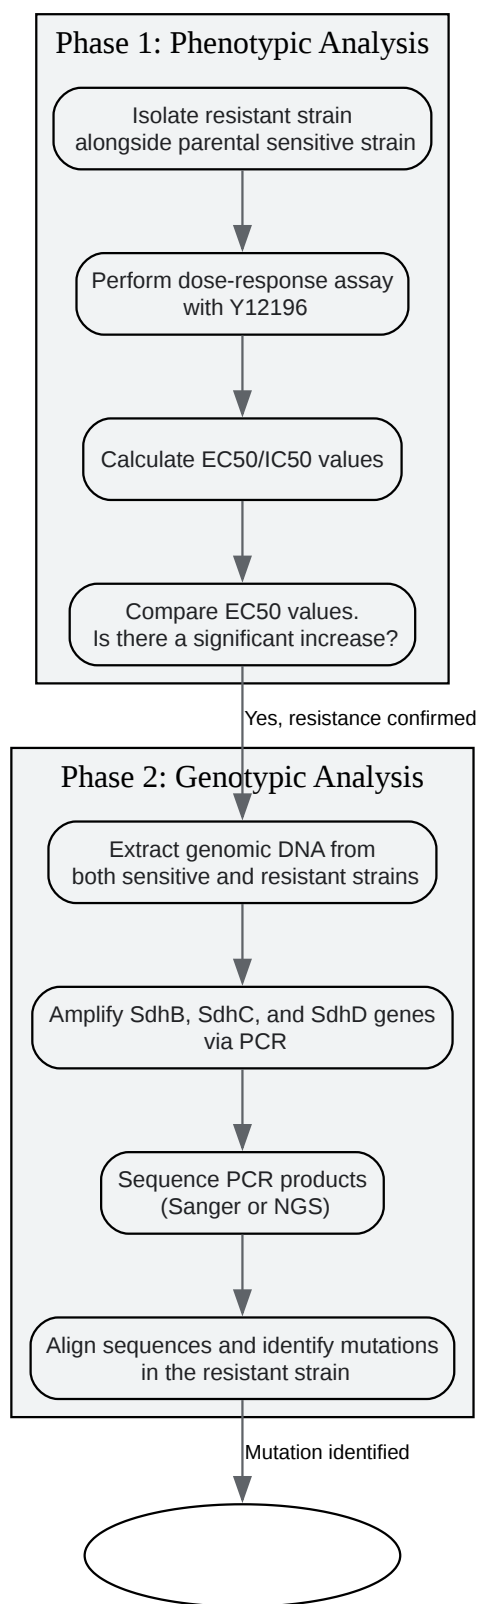 Phase 1: Phenotypic Analysis
Isolate resistant strain
alongside parental sensitive strain
Perform dose-response assay
with Y12196
Calculate EC50/IC50 values
Compare EC50 values.
Is there a significant increase?
Yes, resistance confirmed
Phase 2: Genotypic Analysis
Extract genomic DNA from
both sensitive and resistant strains
Amplify SdhB, SdhC, and SdhD genes
via PCR
Sequence PCR products
(Sanger or NGS)
Align sequences and identify mutations
in the resistant strain
Mutation identified